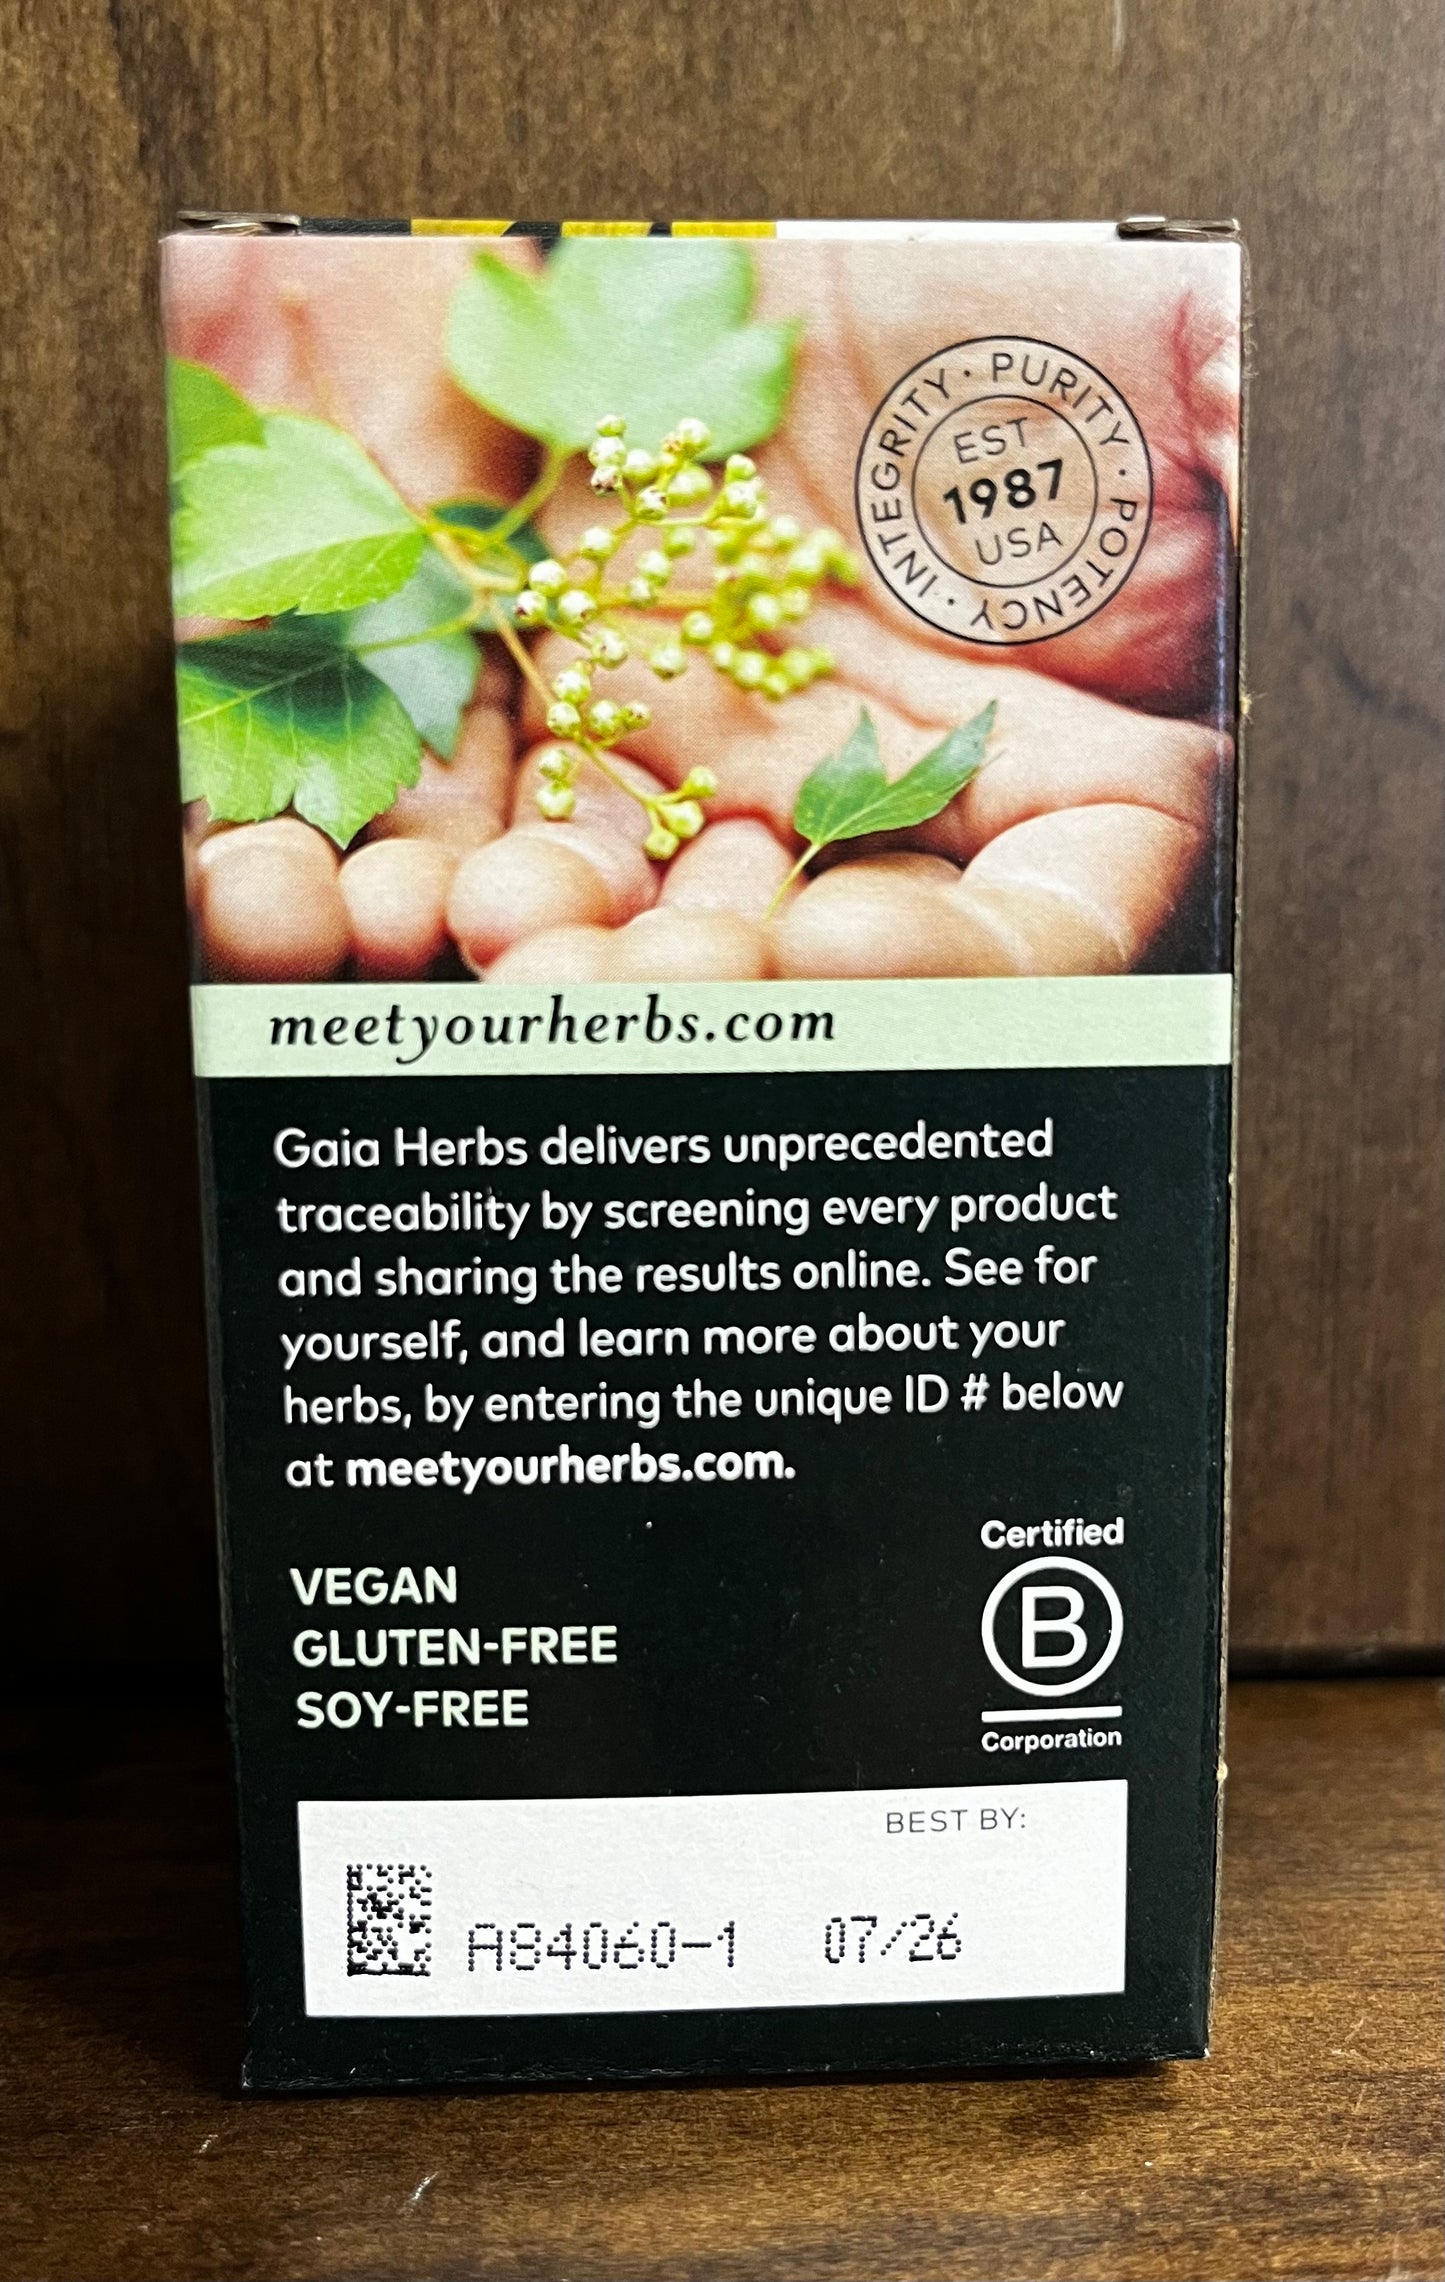 INTEGRITY · PURITY · POTENCY ·
EST
1987
USA
meetyourherbs.com
Gaia Herbs delivers unprecedented
traceability by screening every product
and sharing the results online. See for
yourself, and learn more about your
herbs, by entering the unique ID # below
at meetyourherbs.com.
VEGAN
GLUTEN-FREE
SOY-FREE
Certified
B
Corporation
BEST BY:
A84060-1 07/26